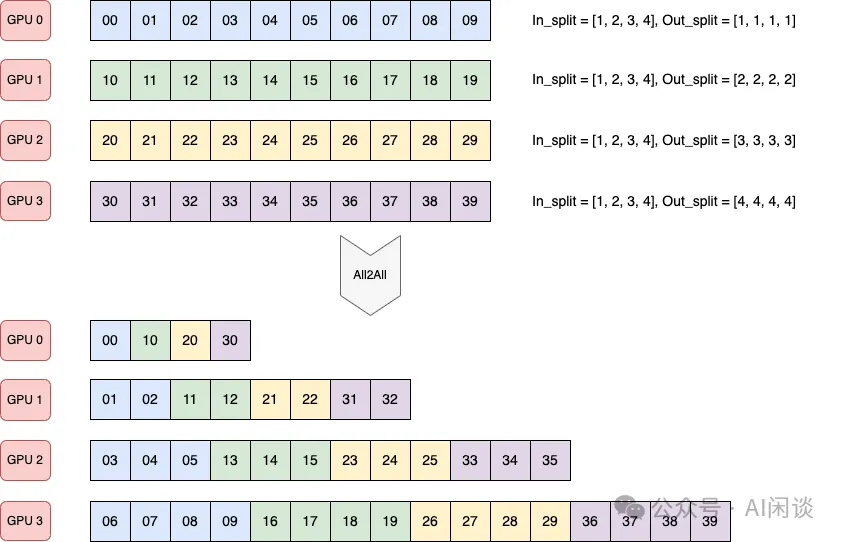 GPU 0 00 01 02 03 04 05 06 07 08 09 In_split = [1, 2, 3, 4], Out_split = [1, 1, 1, 1]
GPU 1 10 11 12 13 14 15 16 17 18 19 In_split = [1, 2, 3, 4], Out_split = [2, 2, 2, 2]
GPU 2 20 21 22 23 24 25 26 27 28 29 In_split = [1, 2, 3, 4], Out_split = [3, 3, 3, 3]
GPU 3 30 31 32 33 34 35 36 37 38 39 In_split = [1, 2, 3, 4], Out_split = [4, 4, 4, 4]
All2All
GPU 0 00 10 20 30
GPU 1 01 02 11 12 21 22 31 32
GPU 2 03 04 05 13 14 15 23 24 25 33 34 35
GPU 3 06 07 08 09 16 17 18 19 26 27 28 29 36 37 38 39
公众号 · AI闲谈